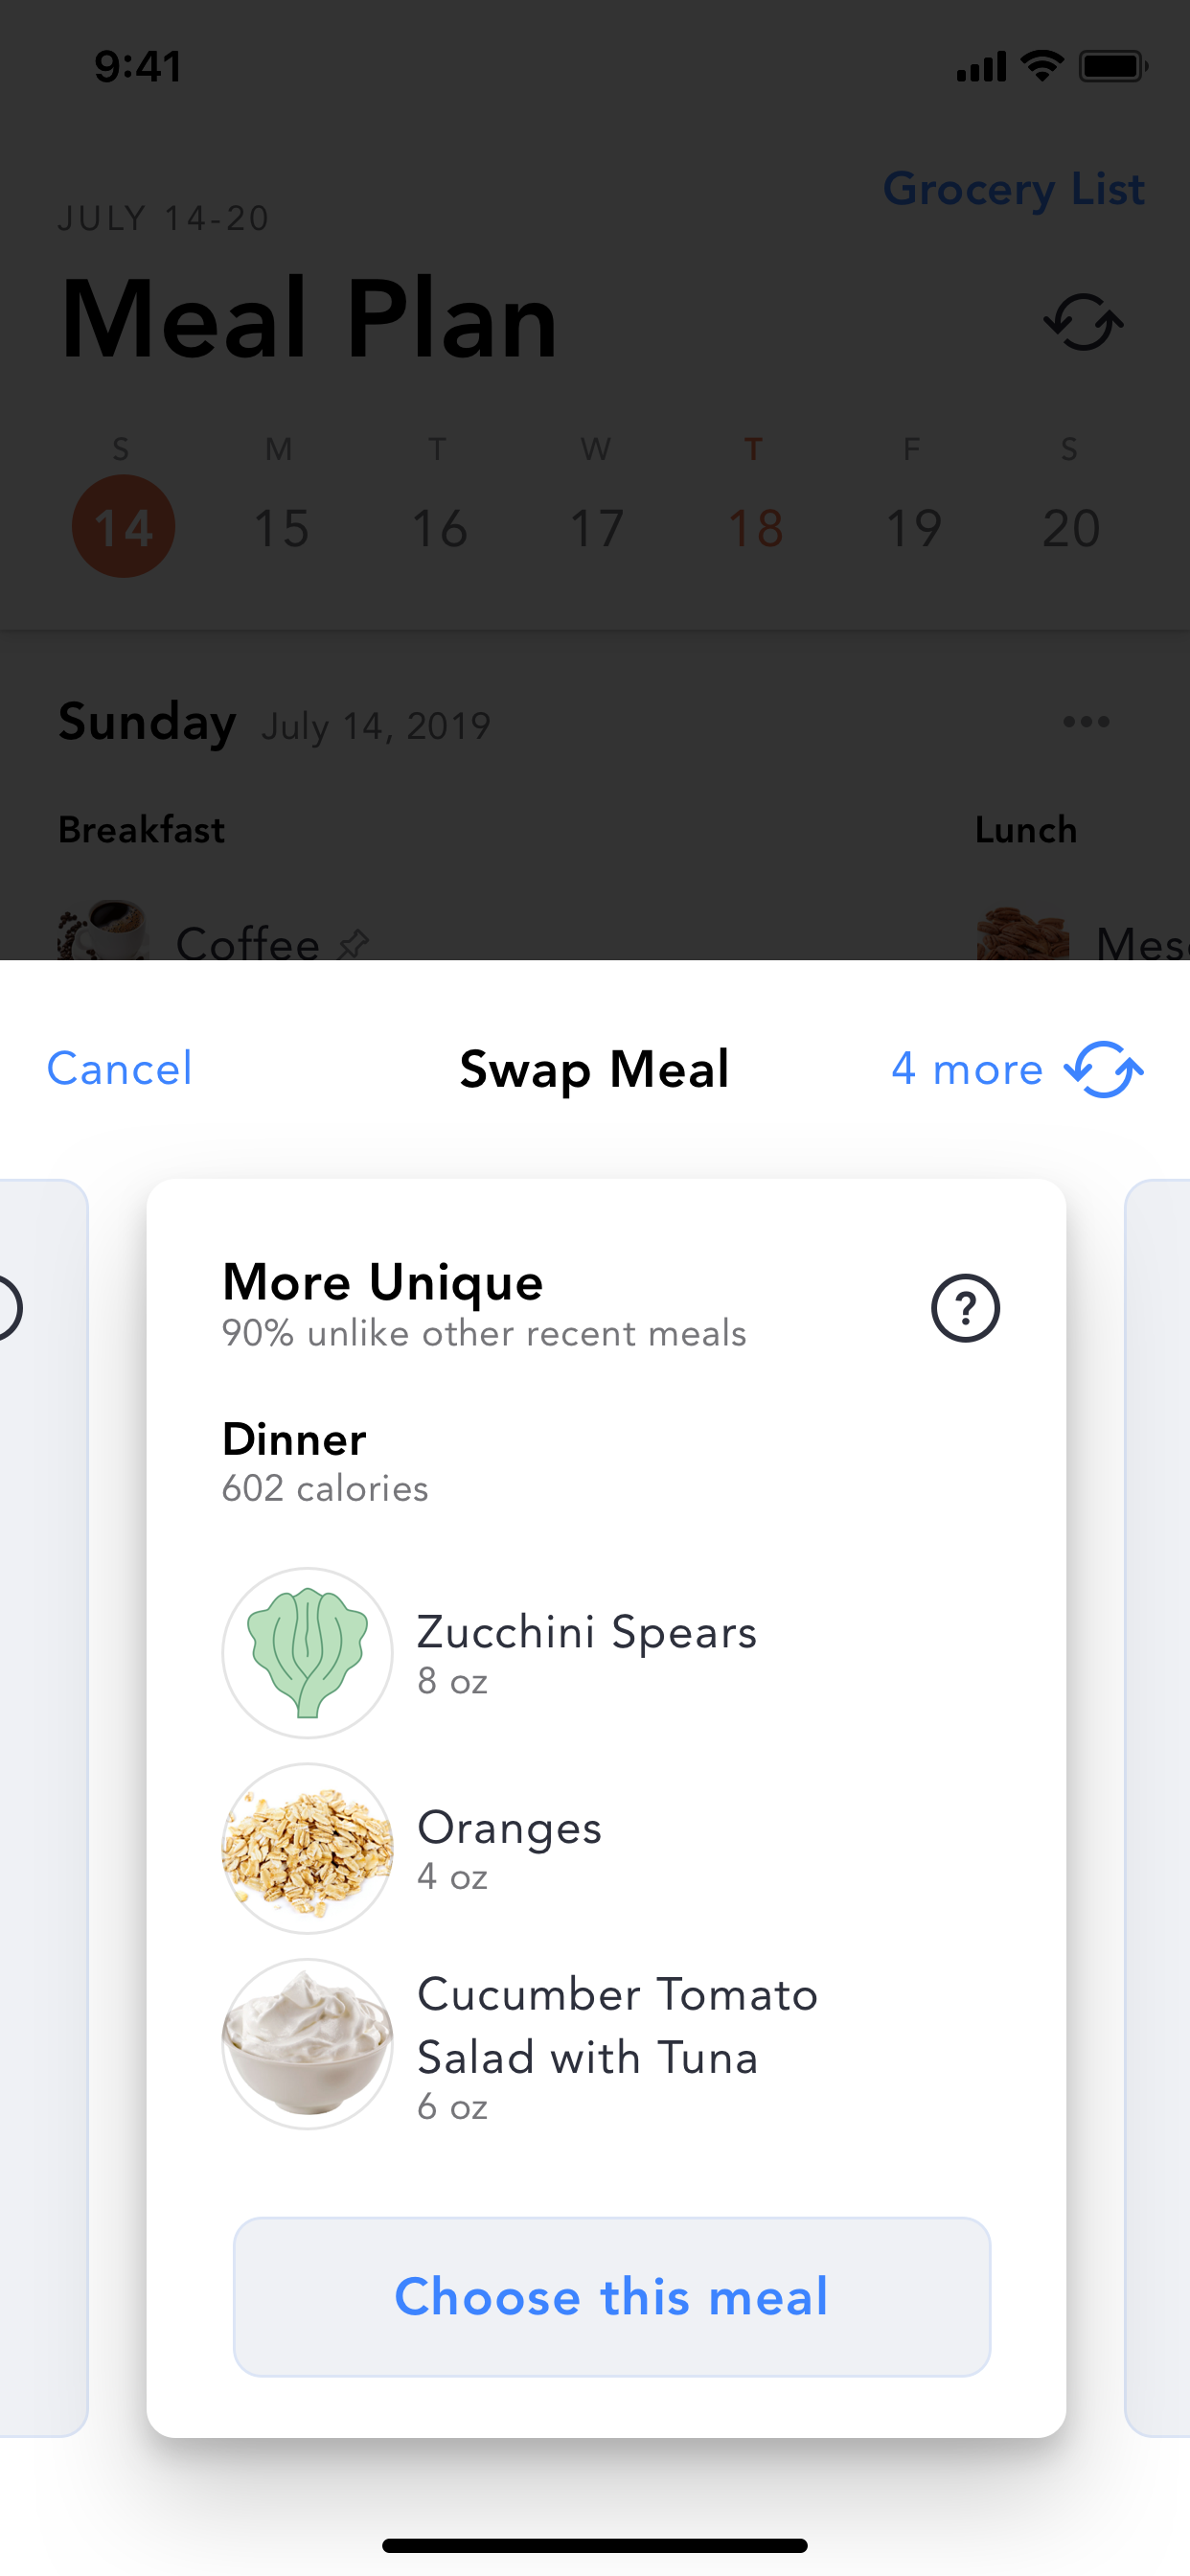 9:41
Grocery List
JULY 14-20
Meal Plan
S M T W T F S
14 15 16 17 18 19 20
Sunday July 14, 2019
Breakfast Lunch
Coffee
Cancel Swap Meal 4 more
More Unique
90% unlike other recent meals
?
Dinner
602 calories
Zucchini Spears
8 oz
Oranges
4 oz
Cucumber Tomato
Salad with Tuna
6 oz
Choose this meal